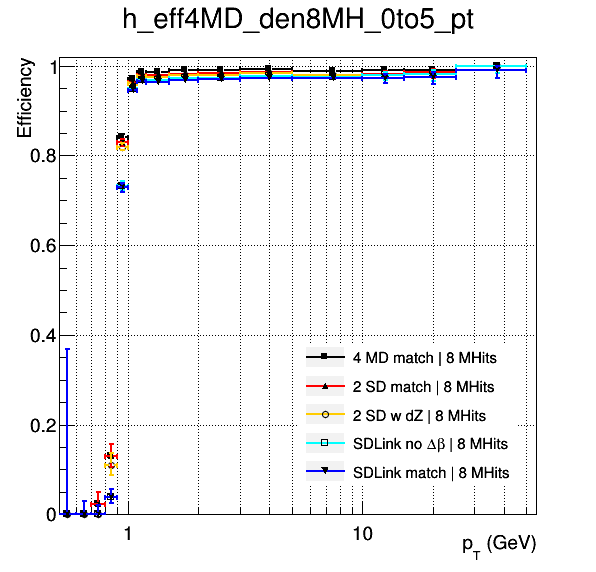 h_eff4MD_den8MH_0to5_pt
Efficiency
1
0.8
0.6
0.4
0.2
0
4 MD match | 8 MHits
2 SD match | 8 MHits
2 SD w dZ | 8 MHits
SDLink no Δβ | 8 MHits
SDLink match | 8 MHits
1
10
p_T (GeV)